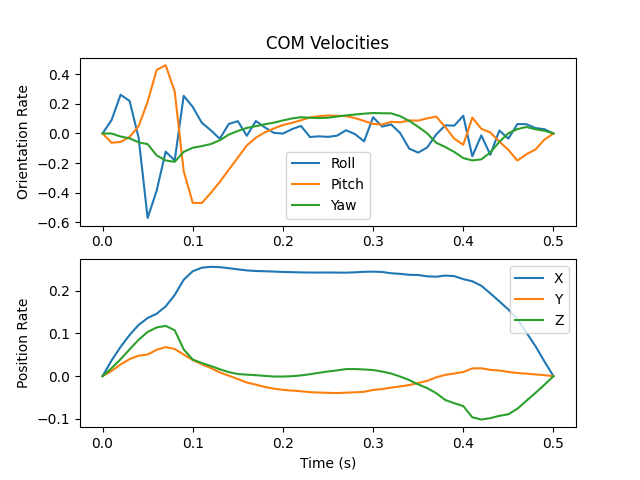 COM Velocities
Orientation Rate
0.4
0.2
0.0
−0.2
−0.4
−0.6
Roll
Pitch
Yaw
0.0 0.1 0.2 0.3 0.4 0.5
Position Rate
0.2
0.1
0.0
−0.1
X
Y
Z
0.0 0.1 0.2 0.3 0.4 0.5
Time (s)